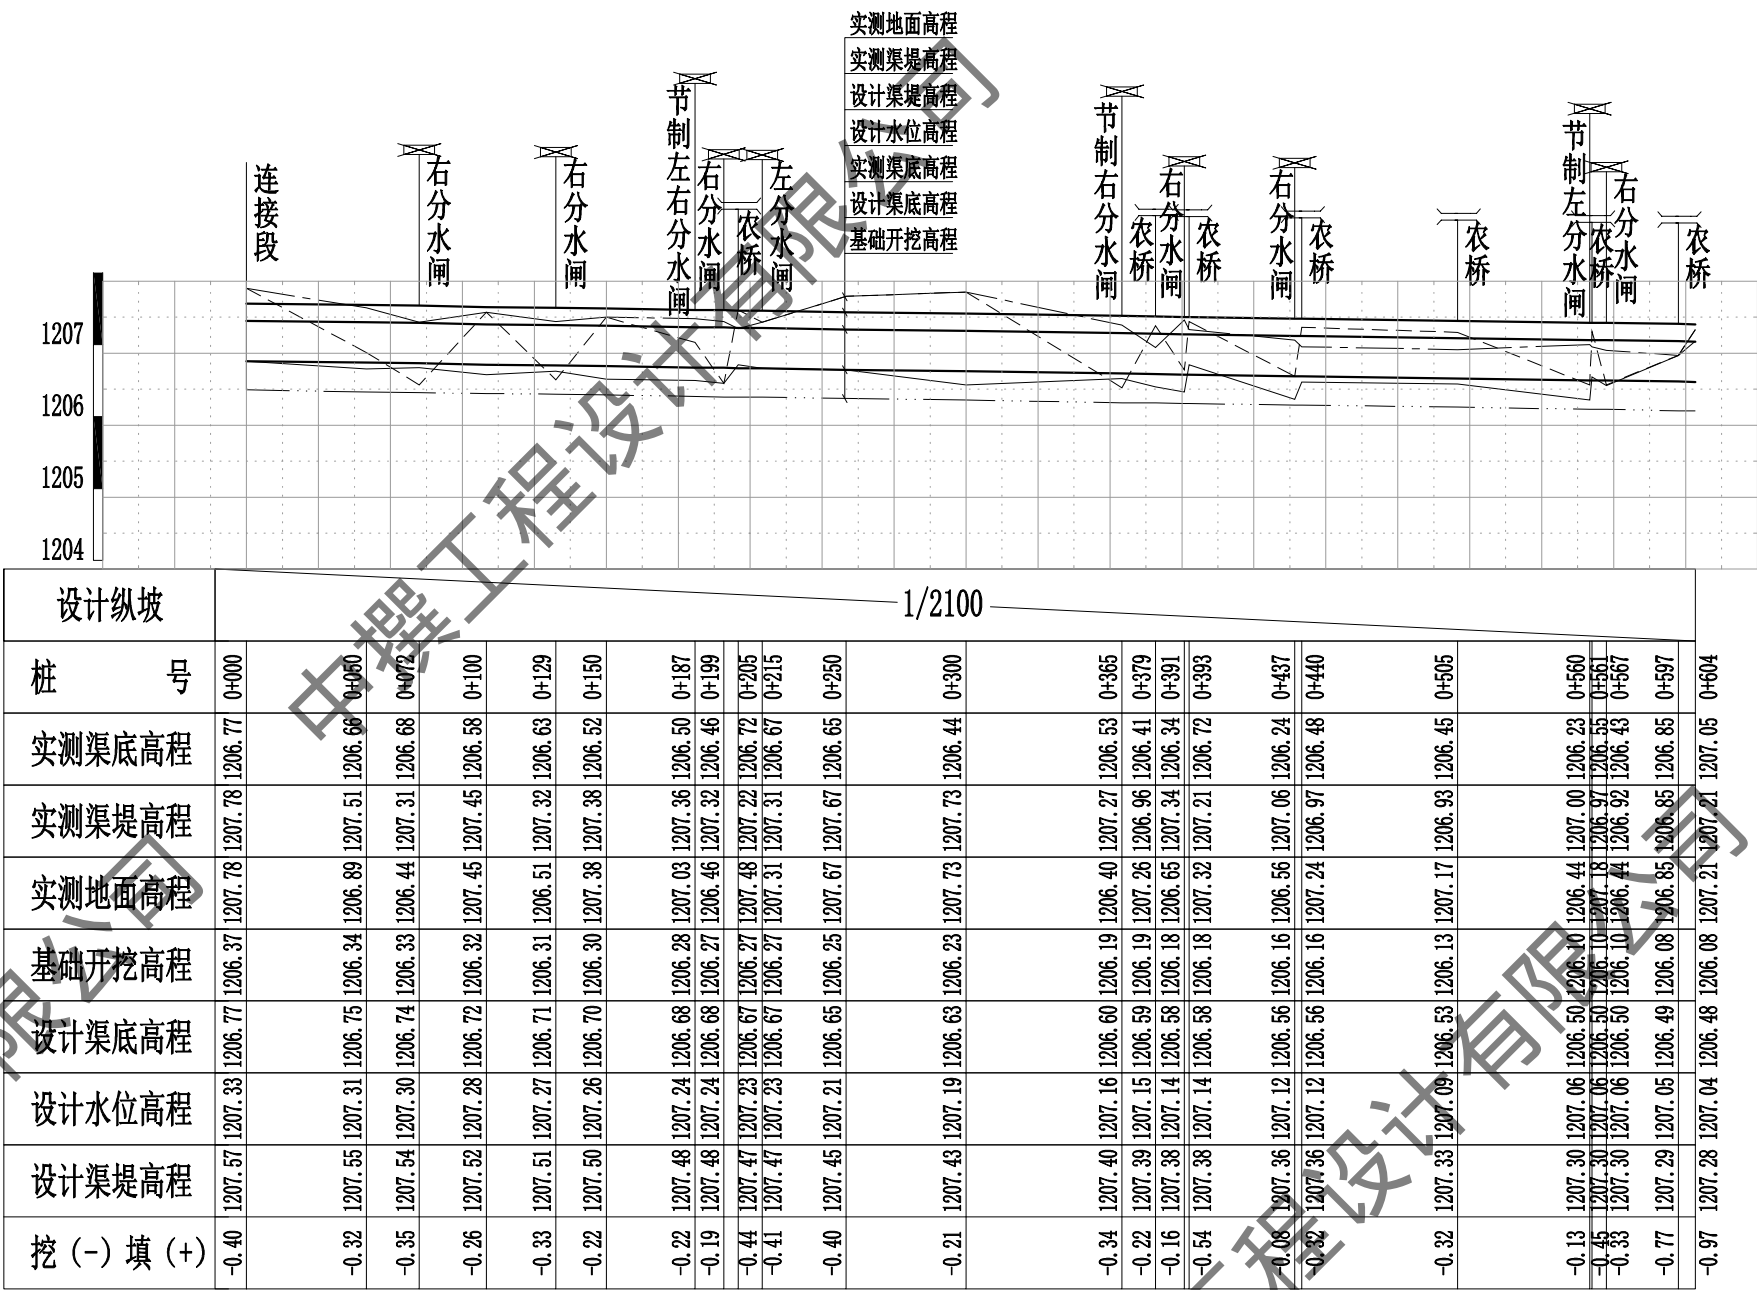 实测地面高程
实测渠堤高程
设计渠堤高程
设计水位高程
实测渠底高程
设计渠底高程
基础开挖高程
连接段
右分水闸
右分水闸
节制左右分水闸
右分水闸
农桥
左分水闸
节制右分水闸
农桥
右分水闸
农桥
右分水闸
农桥
农桥
节制左分水闸
农桥
右分水闸
农桥
1207
1206
1205
1204
设计纵坡 1/2100
桩 号 0+000 0+050 0+072 0+100 0+129 0+150 0+187 0+199 0+205 0+215 0+250 0+300 0+365 0+379 0+391 0+393 0+437 0+440 0+505 0+560 0+561 0+567 0+597 0+604
实测渠底高程 1206.77 1206.66 1206.68 1206.58 1206.63 1206.52 1206.50 1206.46 1206.72 1206.67 1206.65 1206.44 1206.53 1206.41 1206.34 1206.72 1206.24 1206.48 1206.45 1206.23 1206.55 1206.43 1206.85 1207.05
实测渠堤高程 1207.78 1207.51 1207.31 1207.45 1207.32 1207.38 1207.36 1207.32 1207.22 1207.31 1207.67 1207.73 1207.27 1206.96 1207.34 1207.21 1207.06 1206.97 1206.93 1207.00 1206.97 1206.92 1206.85 1207.21
实测地面高程 1207.78 1206.89 1206.44 1207.45 1206.51 1207.38 1207.03 1206.46 1207.48 1207.31 1207.67 1207.73 1206.40 1207.26 1206.65 1207.32 1206.56 1207.24 1207.17 1206.44 1207.18 1206.44 1206.85 1207.21
基础开挖高程 1206.37 1206.34 1206.33 1206.32 1206.31 1206.30 1206.28 1206.27 1206.27 1206.27 1206.25 1206.23 1206.19 1206.19 1206.18 1206.18 1206.16 1206.16 1206.13 1206.10 1206.10 1206.10 1206.08 1206.08
设计渠底高程 1206.77 1206.75 1206.74 1206.72 1206.71 1206.70 1206.68 1206.68 1206.67 1206.67 1206.65 1206.63 1206.60 1206.59 1206.58 1206.58 1206.56 1206.56 1206.53 1206.50 1206.50 1206.50 1206.49 1206.48
设计水位高程 1207.33 1207.31 1207.30 1207.28 1207.27 1207.26 1207.24 1207.24 1207.23 1207.23 1207.21 1207.19 1207.16 1207.15 1207.14 1207.14 1207.12 1207.12 1207.09 1207.06 1207.06 1207.06 1207.05 1207.04
设计渠堤高程 1207.57 1207.55 1207.54 1207.52 1207.51 1207.50 1207.48 1207.48 1207.47 1207.47 1207.45 1207.43 1207.40 1207.39 1207.38 1207.38 1207.36 1207.36 1207.33 1207.30 1207.30 1207.30 1207.29 1207.28
挖(-)填(+) -0.40 -0.32 -0.35 -0.26 -0.33 -0.22 -0.22 -0.19 -0.44 -0.41 -0.40 -0.21 -0.34 -0.22 -0.16 -0.54 -0.08 -0.32 -0.32 -0.13 -0.45 -0.33 -0.77 -0.97
中撰工程设计有限公司
限公司
工程设计有限公司